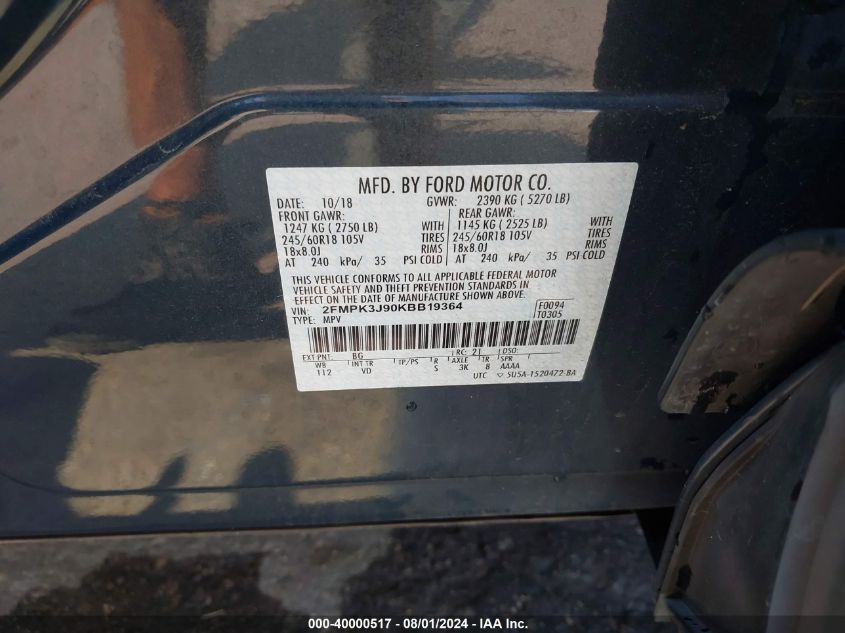 MFD. BY FORD MOTOR CO.
DATE: 10/18 GVWR: 2390 KG ( 5270 LB)
FRONT GAWR: REAR GAWR:
1247 KG ( 2750 LB) WITH 1145 KG ( 2525 LB) WITH
245/60R18 105V TIRES 245/60R18 105V TIRES
18x8.0J RIMS 18x8.0J RIMS
AT 240 kPa/ 35 PSI COLD AT 240 kPa/ 35 PSI COLD
THIS VEHICLE CONFORMS TO ALL APPLICABLE FEDERAL MOTOR
VEHICLE SAFETY AND THEFT PREVENTION STANDARDS IN
EFFECT ON THE DATE OF MANUFACTURE SHOWN ABOVE.
VIN: 2FMPK3J90KBB19364 F0094
TYPE: MPV T0305
EXT PNT: BG RC: 21 DSO:
WB INT TR TP/PS R AXLE TR SPR
112 VD S 3K 8 AAAA
UTC 5U5A-1520472-BA
000-40000517 - 08/01/2024 - IAA Inc.